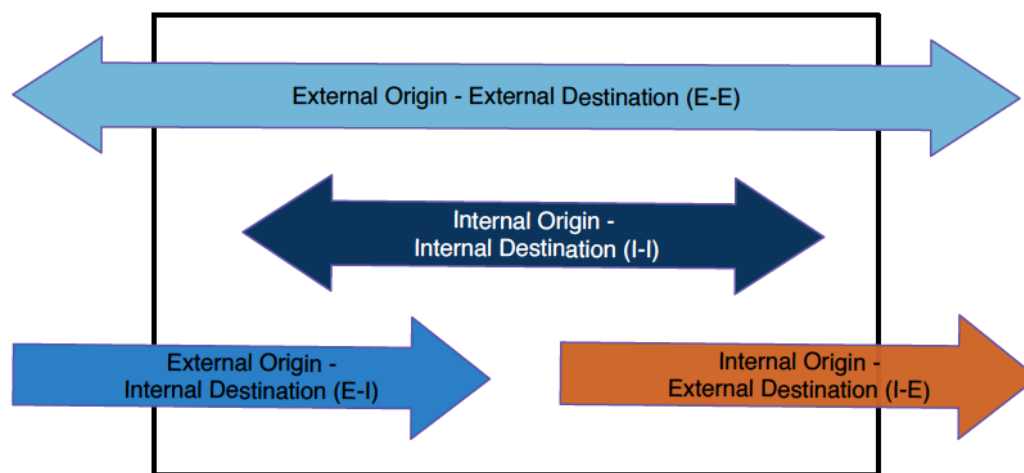 External Origin - External Destination (E-E)
Internal Origin -
Internal Destination (I-I)
External Origin -
Internal Destination (E-I)
Internal Origin -
External Destination (I-E)